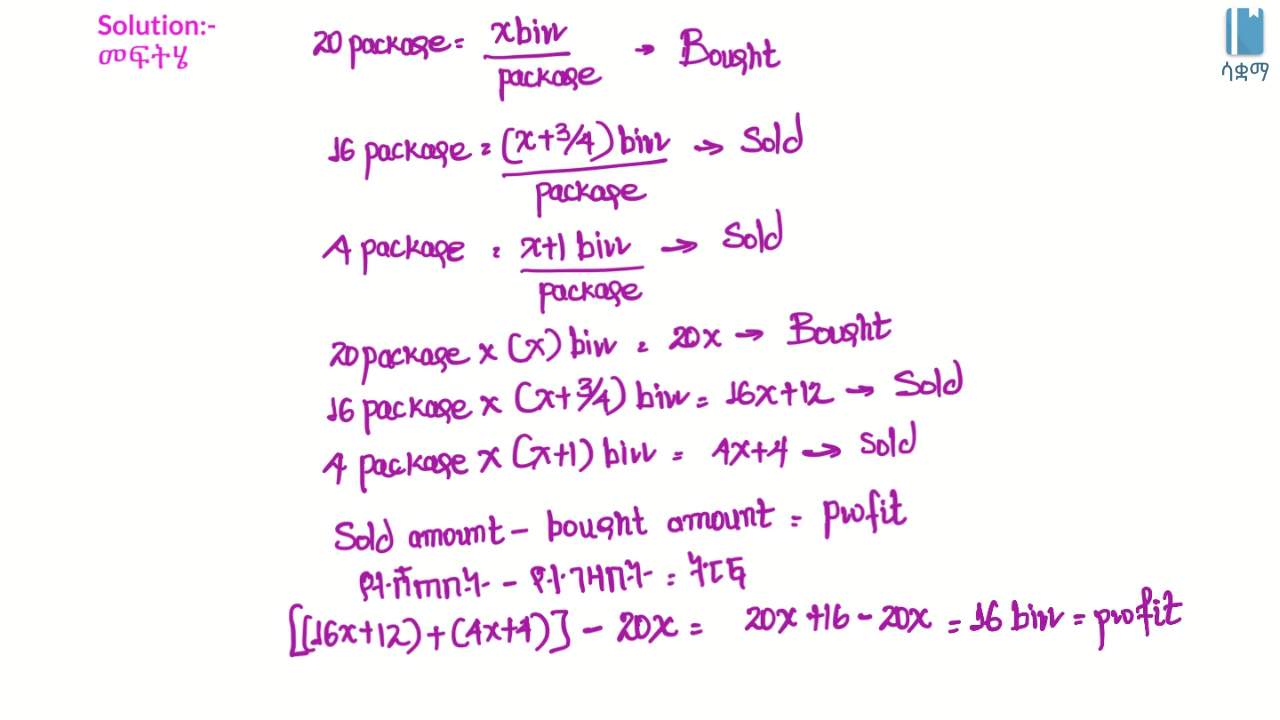 Solution:-
መፍትሄ
20 package = x birr / package → Bought
ሳቋማ
16 package = (x+3/4) birr / package → Sold
4 package = x+1 birr / package → Sold
20 package x (x) birr = 20x → Bought
16 package x (x+3/4) birr = 16x+12 → Sold
4 package x (x+1) birr = 4x+4 → Sold
Sold amount - bought amount = profit
የተሸጠበት - የተገዛበት = ትርፍ
[(16x+12)+(4x+4)] - 20x = 20x+16-20x = 16 birr = profit